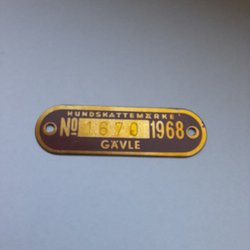 HUNDSKATTEMÄRKE
No 1670 1968
GÄVLE